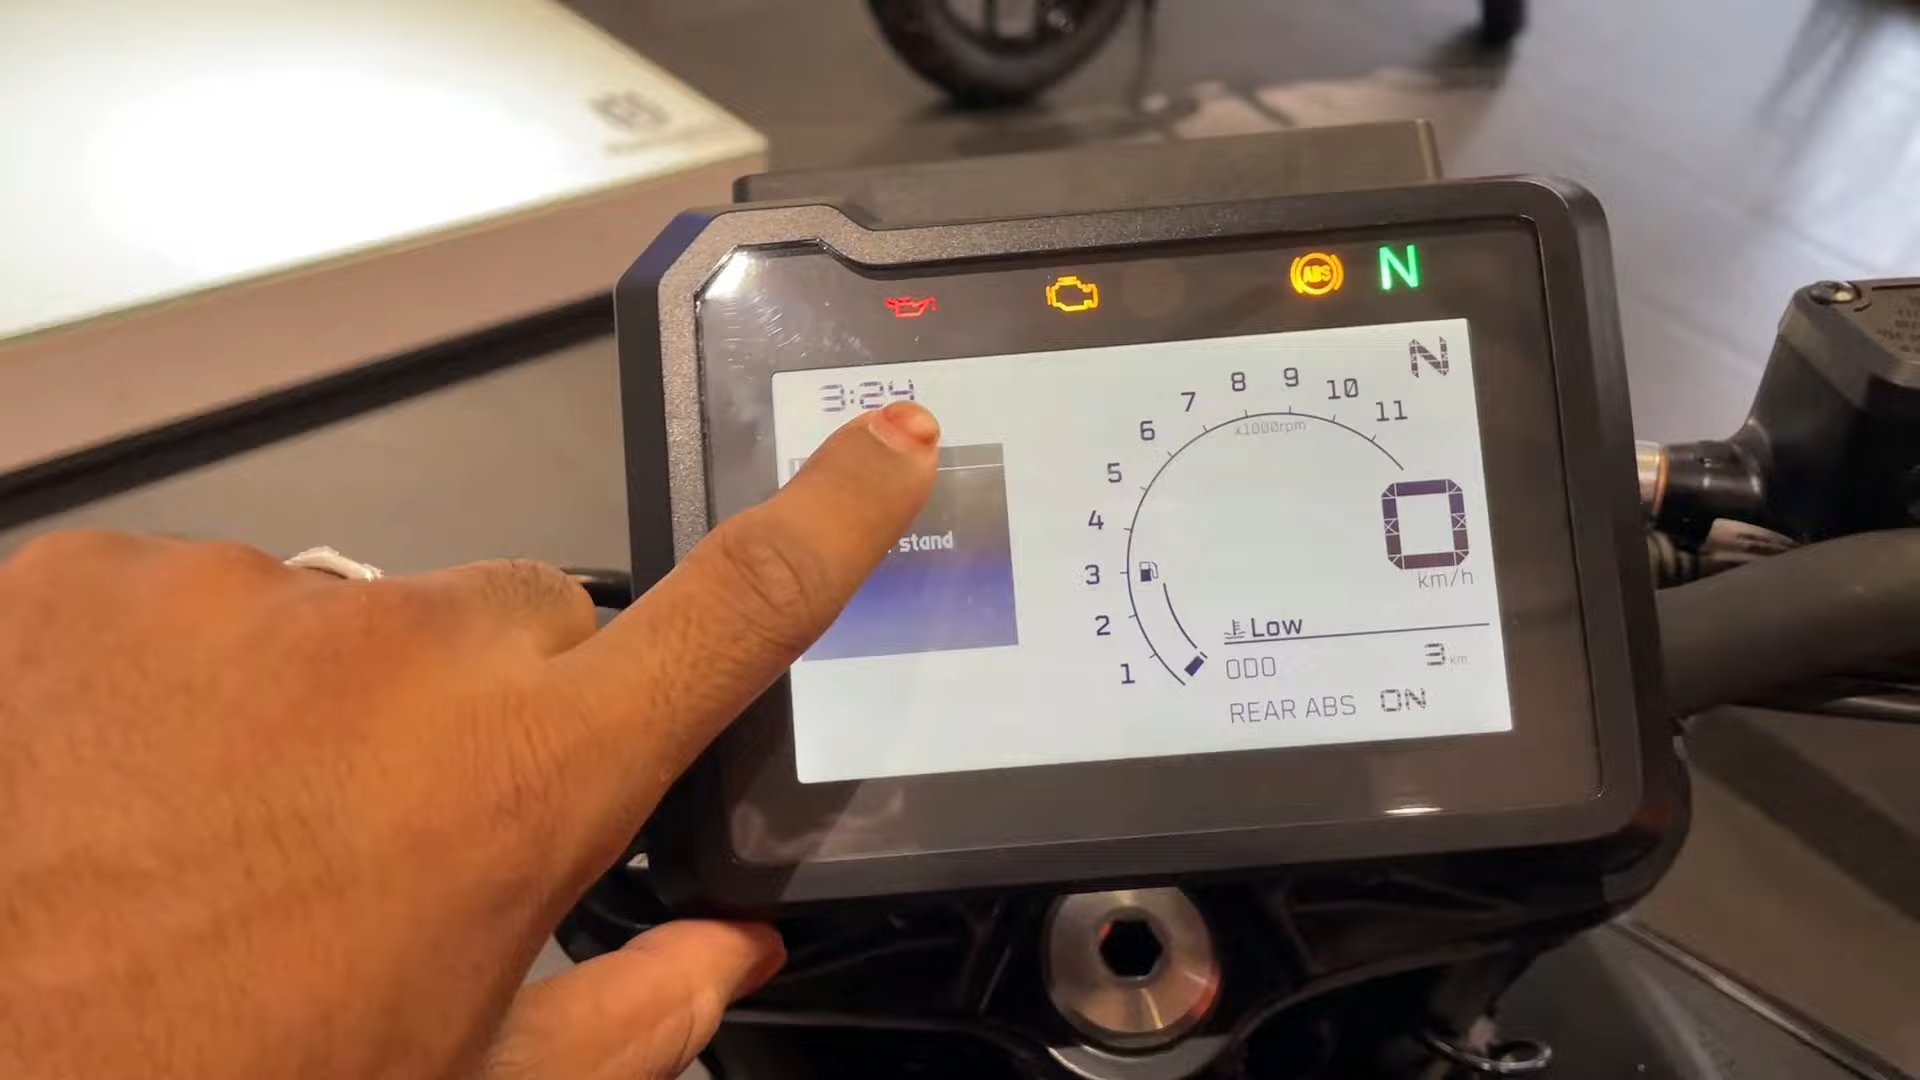 ABS N
3:24
N
1 2 3 4 5 6 7 8 9 10 11
x1000rpm
stand
0
km/h
Low
ODO 3 km
REAR ABS ON